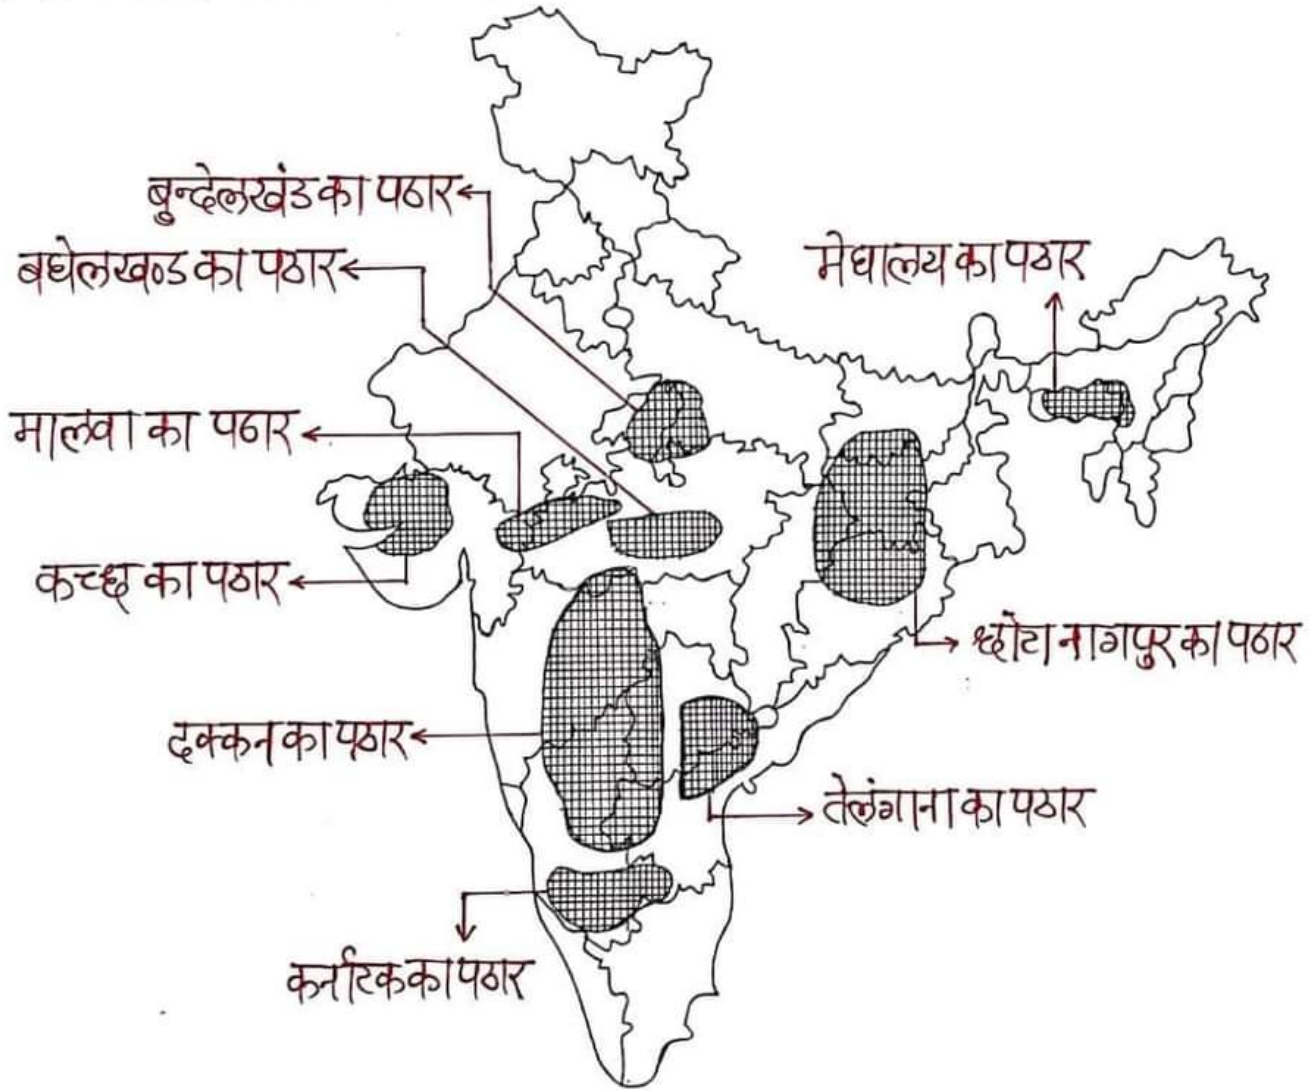 बुन्देलखंड का पठार
बघेलखण्ड का पठार
मेघालय का पठार
मालवा का पठार
कच्छ का पठार
छोटा नागपुर का पठार
दक्कन का पठार
तेलंगाना का पठार
कर्नाटक का पठार